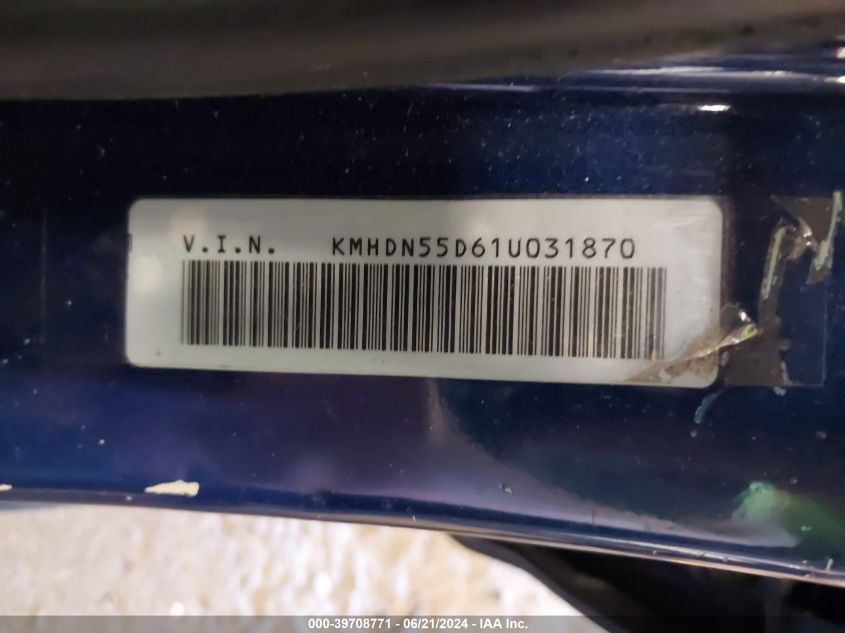 V.I.N. KMHDN55D61U031870
000-39708771 - 06/21/2024 - IAA Inc.